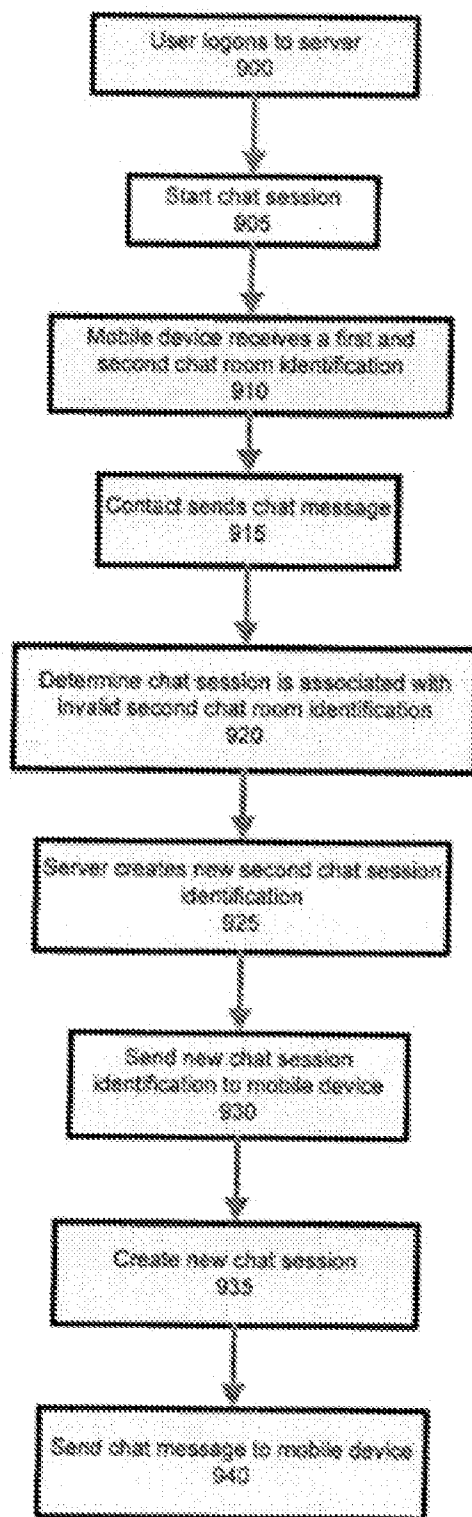 User logons to server
900
Start chat session
905
Mobile device receives a first and
second chat room identification
910
Contact sends chat message
915
Determine chat session is associated with
invalid second chat room identification
920
Server creates new second chat session
identification
925
Send new chat session
identification to mobile device
930
Create new chat session
935
Send chat message to mobile device
940